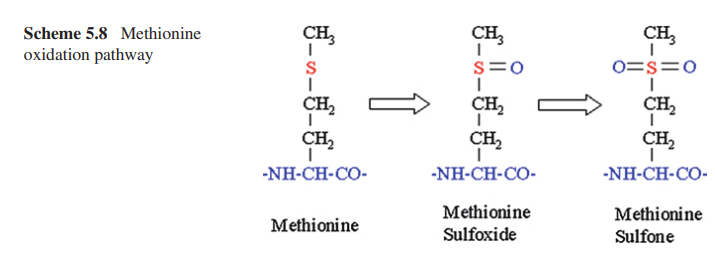 Scheme 5.8 Methionine
oxidation pathway
CH3 CH3 CH3
S S=O O=S=O
CH2 CH2 CH2
CH2 CH2 CH2
-NH-CH-CO- -NH-CH-CO- -NH-CH-CO-
Methionine Methionine Sulfoxide Methionine Sulfone